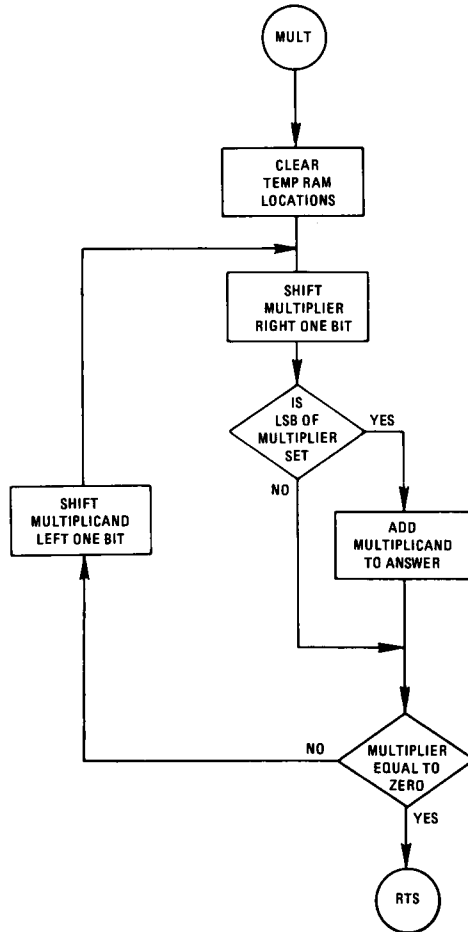 MULT
CLEAR
TEMP RAM
LOCATIONS
SHIFT
MULTIPLIER
RIGHT ONE BIT
IS
LSB OF
MULTIPLIER
SET
YES
NO
ADD
MULTIPLICAND
TO ANSWER
SHIFT
MULTIPLICAND
LEFT ONE BIT
MULTIPLIER
EQUAL TO
ZERO
NO
YES
RTS